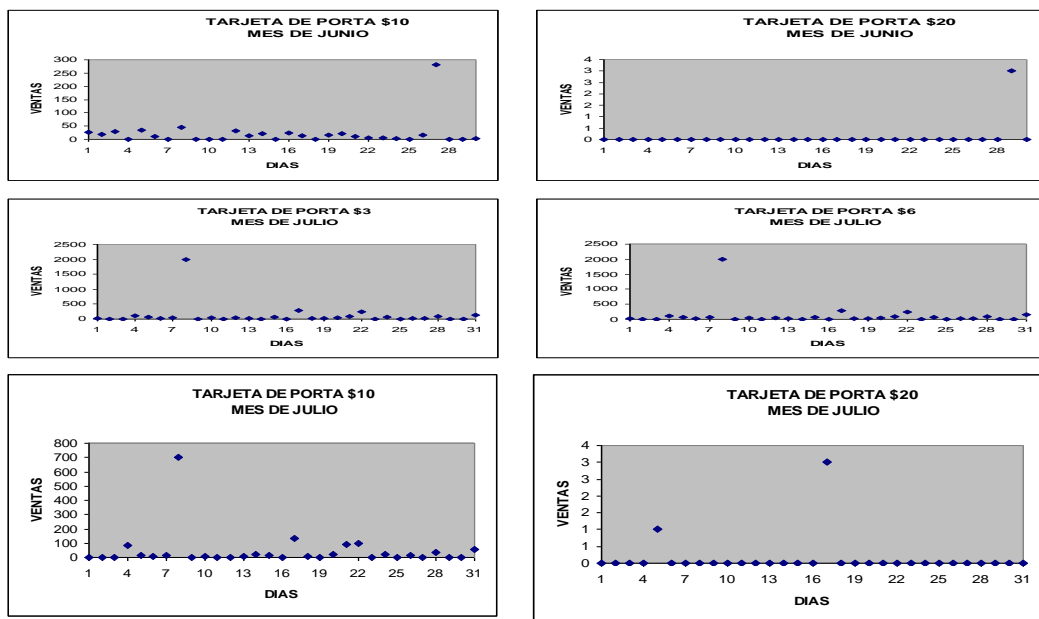 TARJETA DE PORTA $10
MES DE JUNIO
300
250
200
150
100
50
0
VENTAS
1 4 7 10 13 16 19 22 25 28
DIAS
TARJETA DE PORTA $20
MES DE JUNIO
4
3
3
2
2
1
1
0
VENTAS
1 4 7 10 13 16 19 22 25 28
DIAS
TARJETA DE PORTA $3
MES DE JULIO
2500
2000
1500
1000
500
0
VENTAS
1 4 7 10 13 16 19 22 25 28 31
DIAS
TARJETA DE PORTA $6
MES DE JULIO
2500
2000
1500
1000
500
0
VENTAS
1 4 7 10 13 16 19 22 25 28 31
DIAS
TARJETA DE PORTA $10
MES DE JULIO
800
700
600
500
400
300
200
100
0
VENTAS
1 4 7 10 13 16 19 22 25 28 31
DIAS
TARJETA DE PORTA $20
MES DE JULIO
4
3
3
2
2
1
1
0
VENTAS
1 4 7 10 13 16 19 22 25 28 31
DIAS